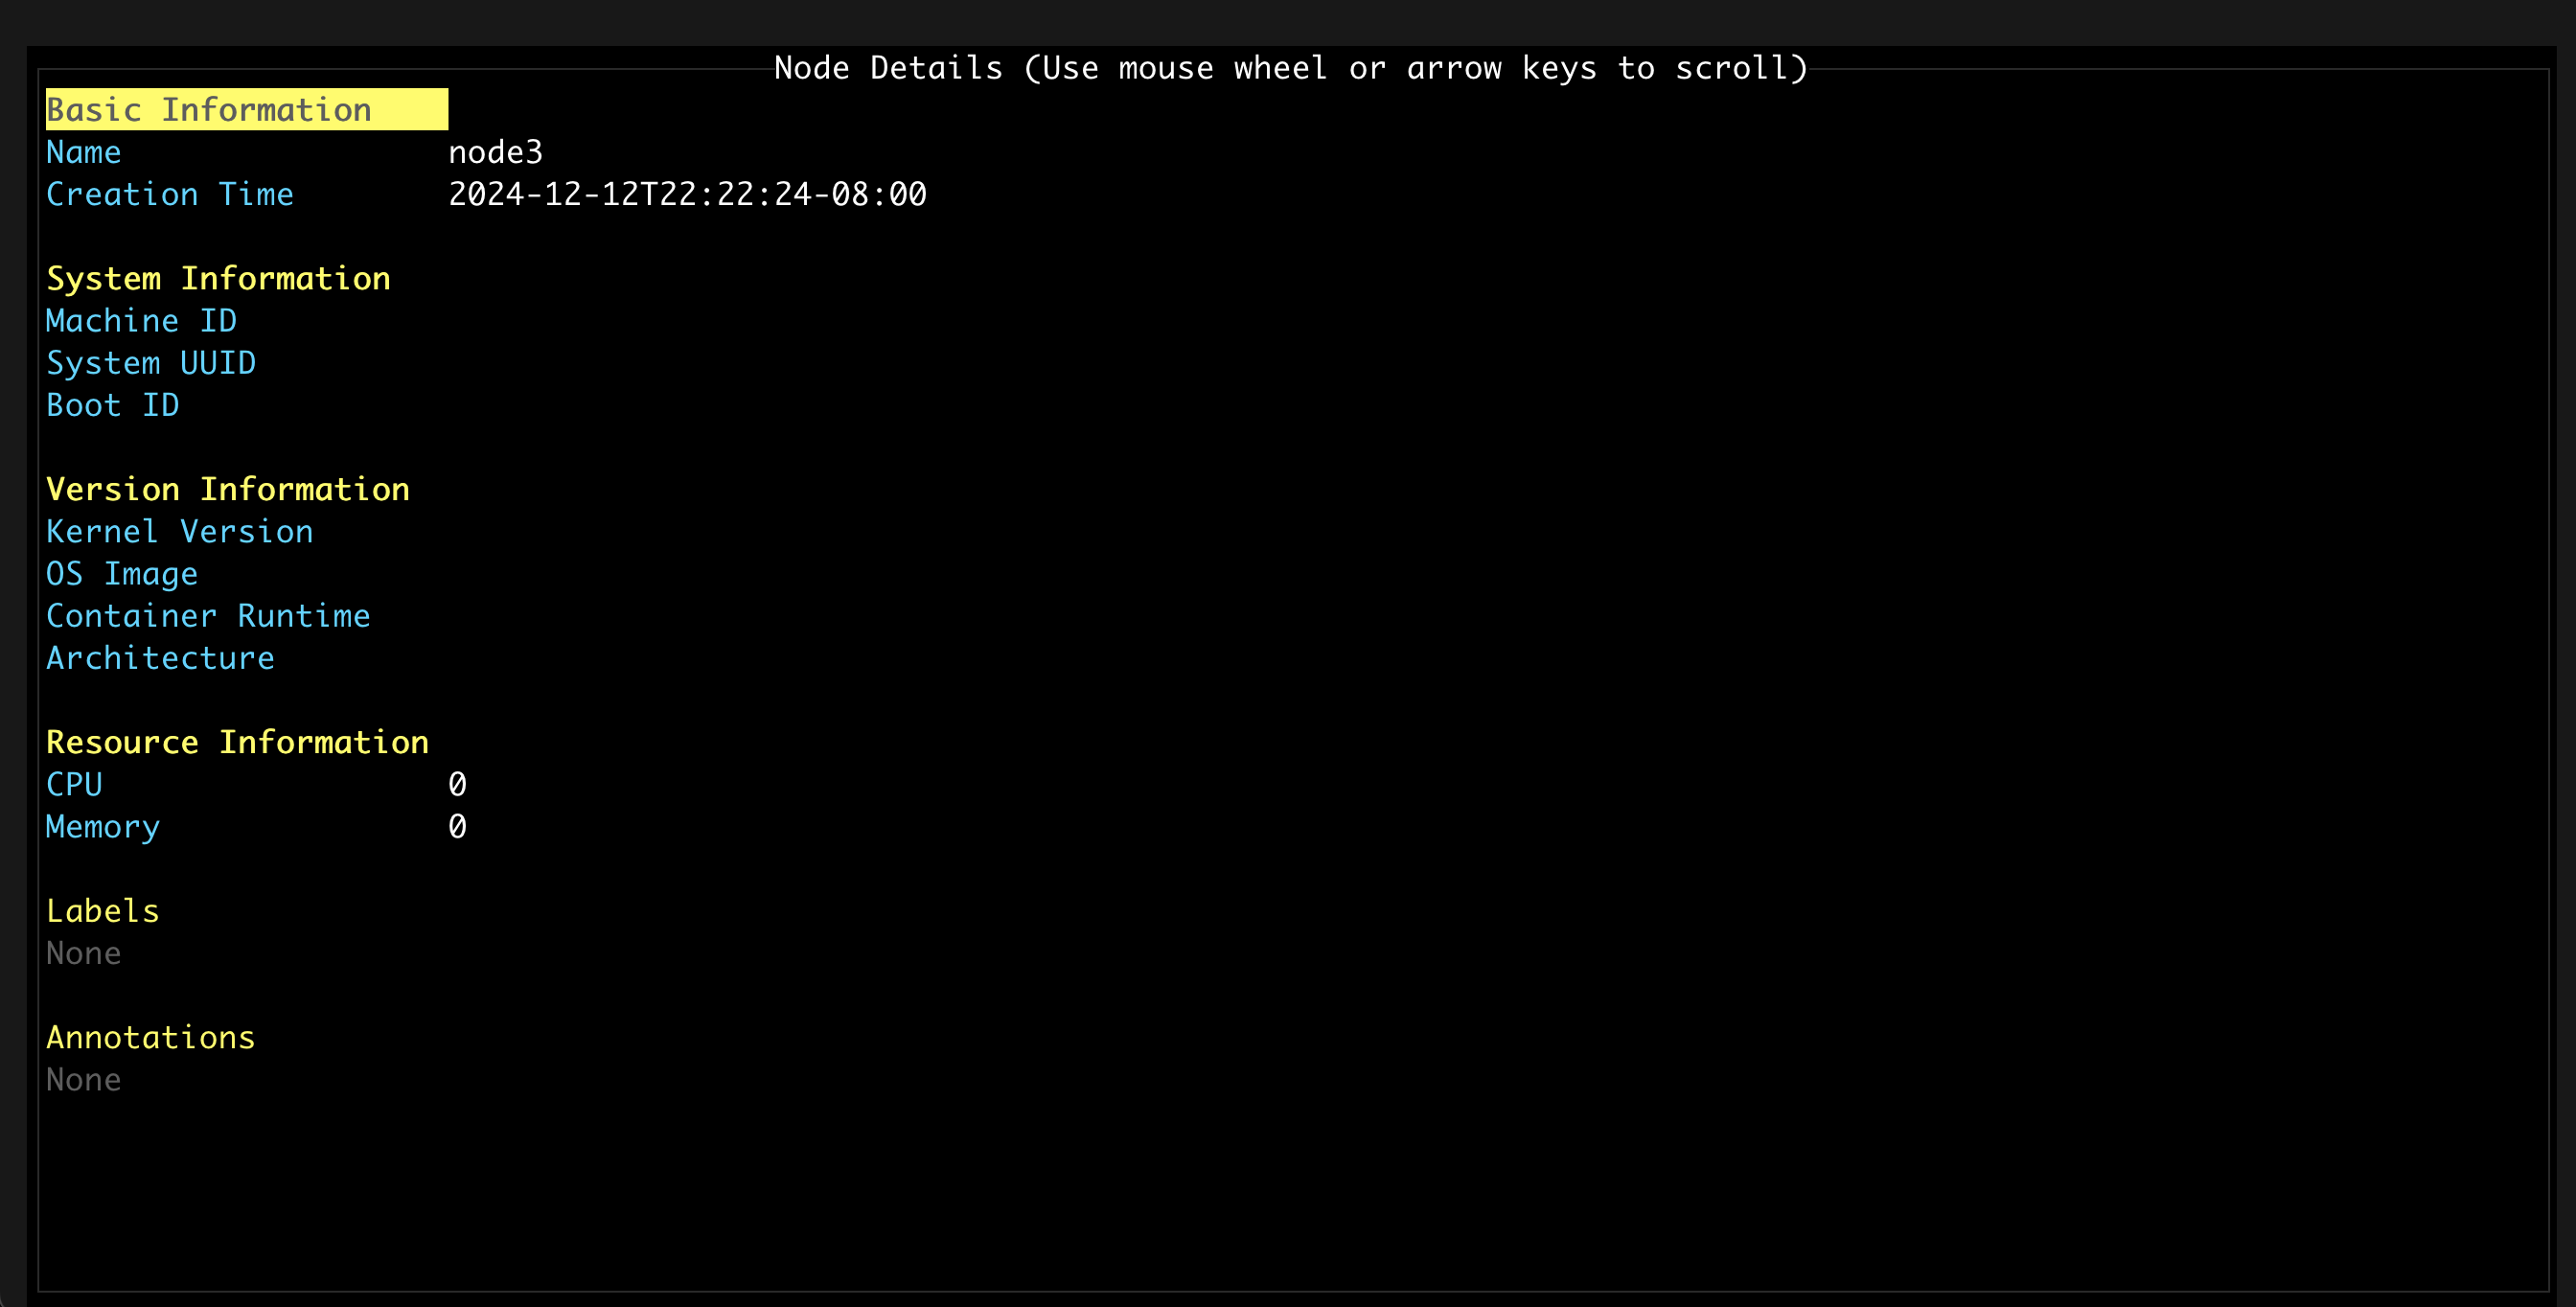 Node Details (Use mouse wheel or arrow keys to scroll)
Basic Information
Name node3
Creation Time 2024-12-12T22:22:24-08:00
System Information
Machine ID
System UUID
Boot ID
Version Information
Kernel Version
OS Image
Container Runtime
Architecture
Resource Information
CPU 0
Memory 0
Labels
None
Annotations
None